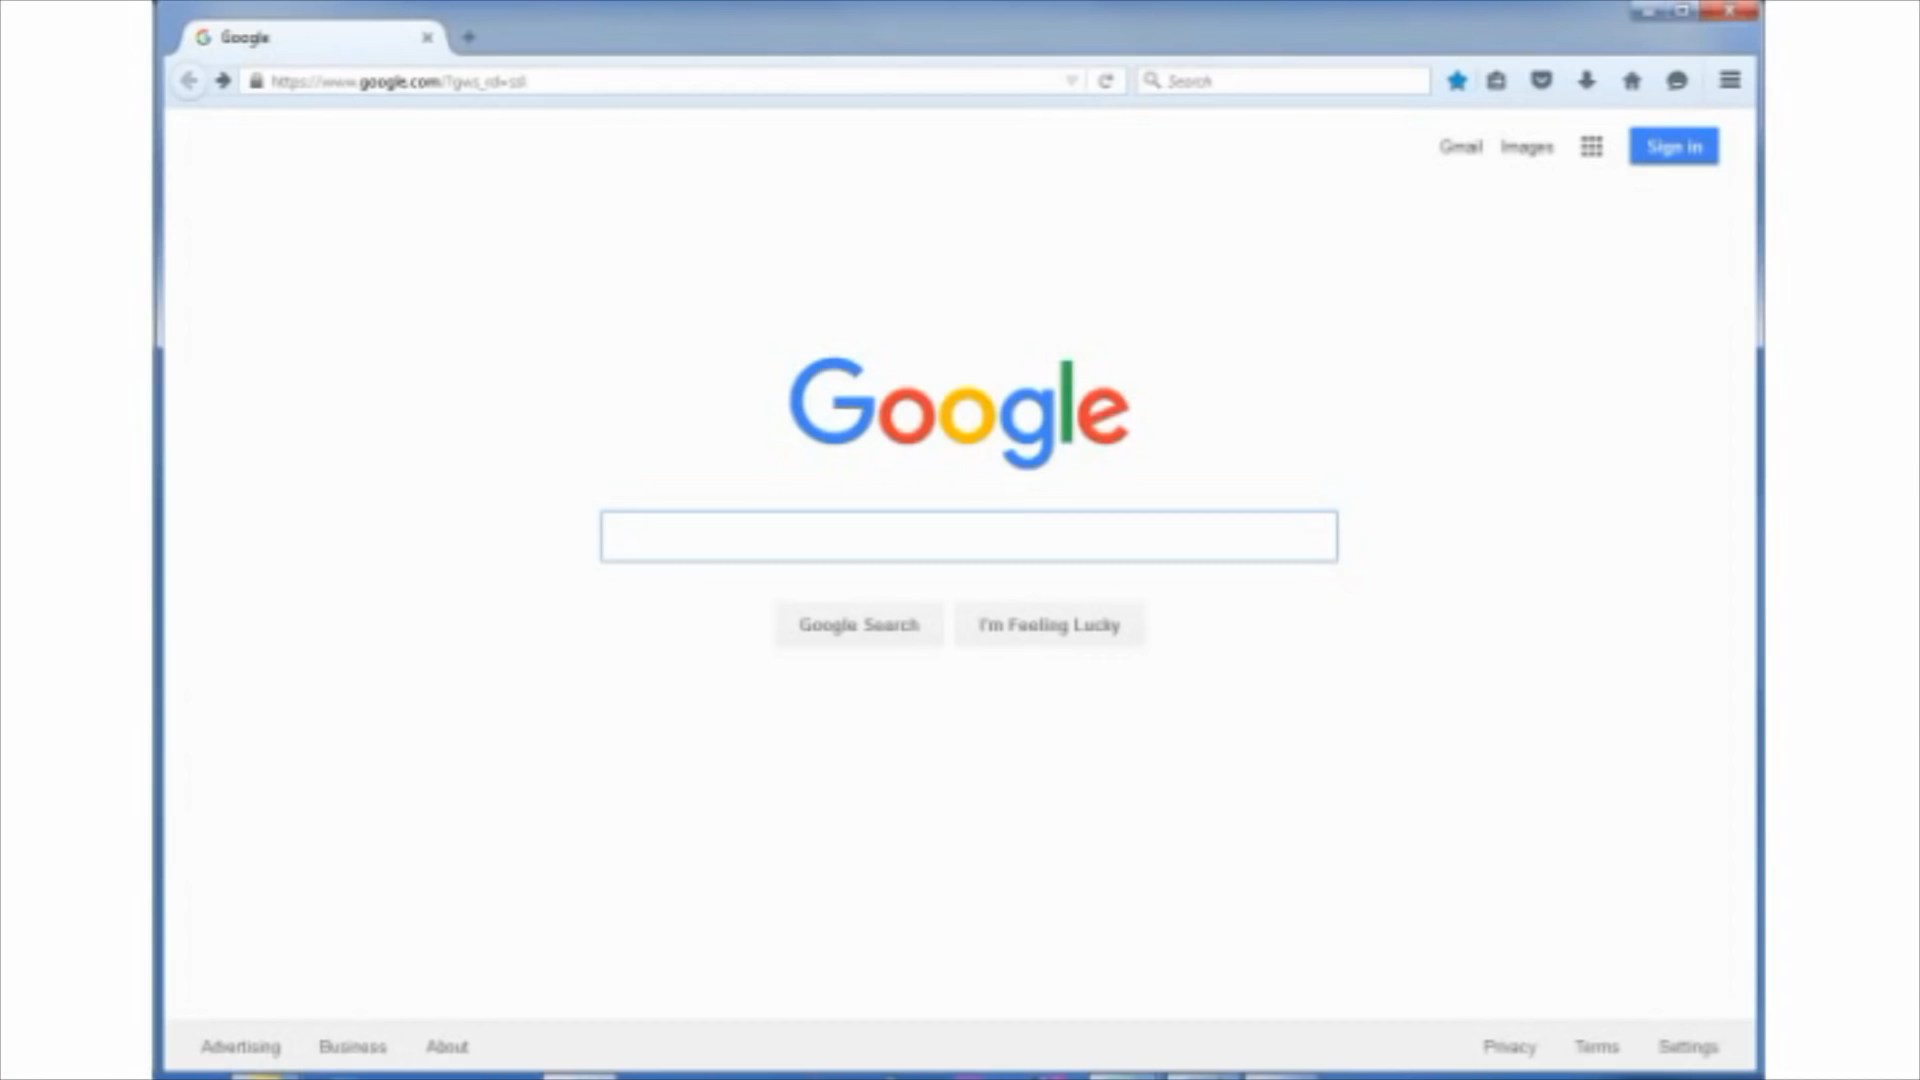 Google
https://www.google.com/?gws_rd=ssl
Search
Gmail Images Sign in
Google
Google Search I'm Feeling Lucky
Advertising Business About Privacy Terms Settings